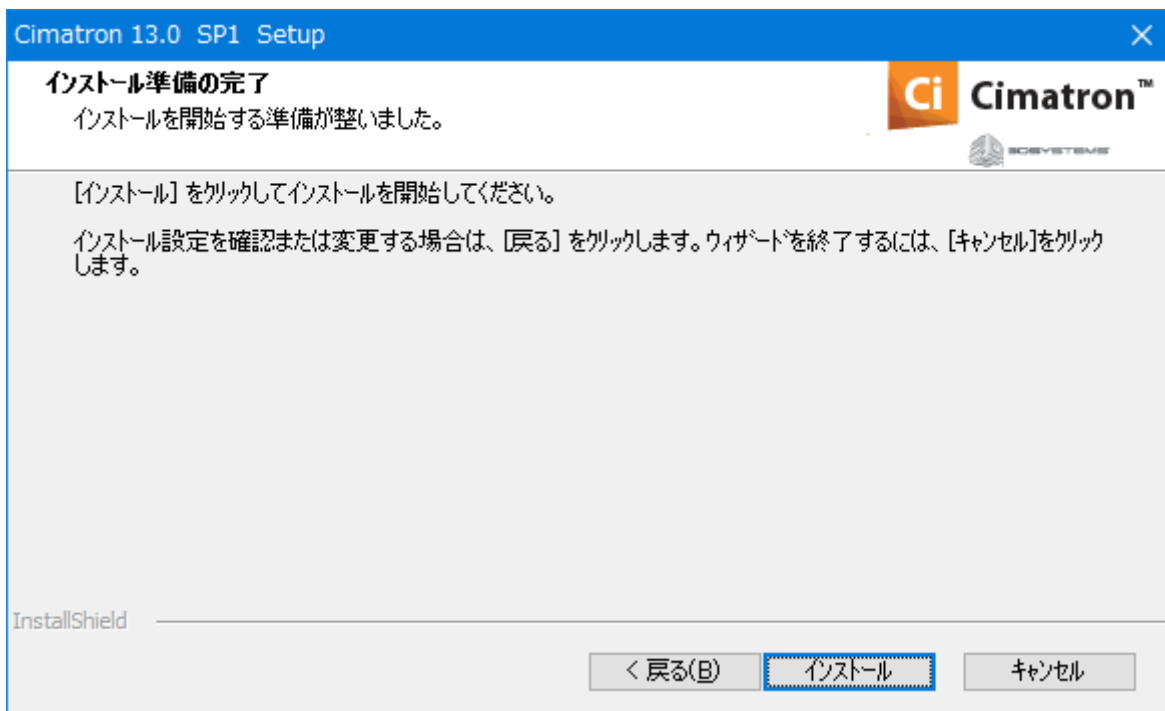 Cimatron 13.0 SP1 Setup
インストール準備の完了
インストールを開始する準備が整いました。
Ci Cimatron™
3DSYSTEMS
[インストール] をクリックしてインストールを開始してください。
インストール設定を確認または変更する場合は、[戻る] をクリックします。ウィザードを終了するには、[キャンセル]をクリック
します。
InstallShield
< 戻る(B)
インストール
キャンセル